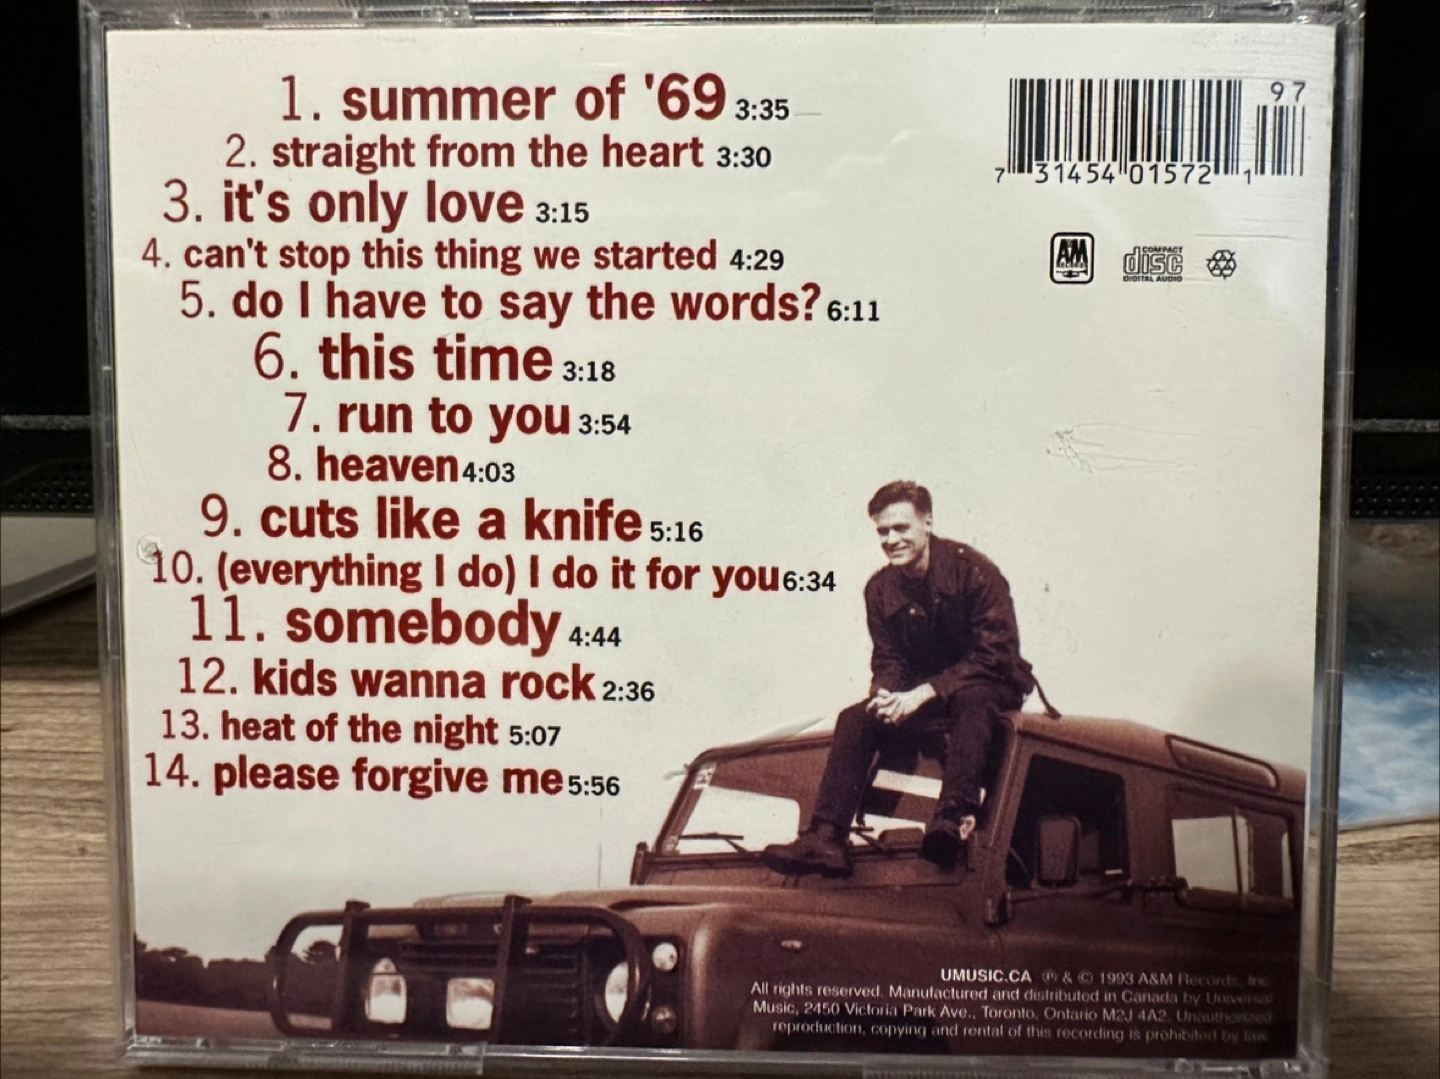 1. summer of '69 3:35
2. straight from the heart 3:30
3. it's only love 3:15
4. can't stop this thing we started 4:29
5. do I have to say the words? 6:11
6. this time 3:18
7. run to you 3:54
8. heaven 4:03
9. cuts like a knife 5:16
10. (everything I do) I do it for you 6:34
11. somebody 4:44
12. kids wanna rock 2:36
13. heat of the night 5:07
14. please forgive me 5:56
97
7 31454 01572 1
A&M
RECORDS
COMPACT
disc
DIGITAL AUDIO
UMUSIC.CA ℗ & © 1993 A&M Records, Inc.
All rights reserved. Manufactured and distributed in Canada by Universal
Music, 2450 Victoria Park Ave., Toronto, Ontario M2J 4A2. Unauthorized
reproduction, copying and rental of this recording is prohibited by law.